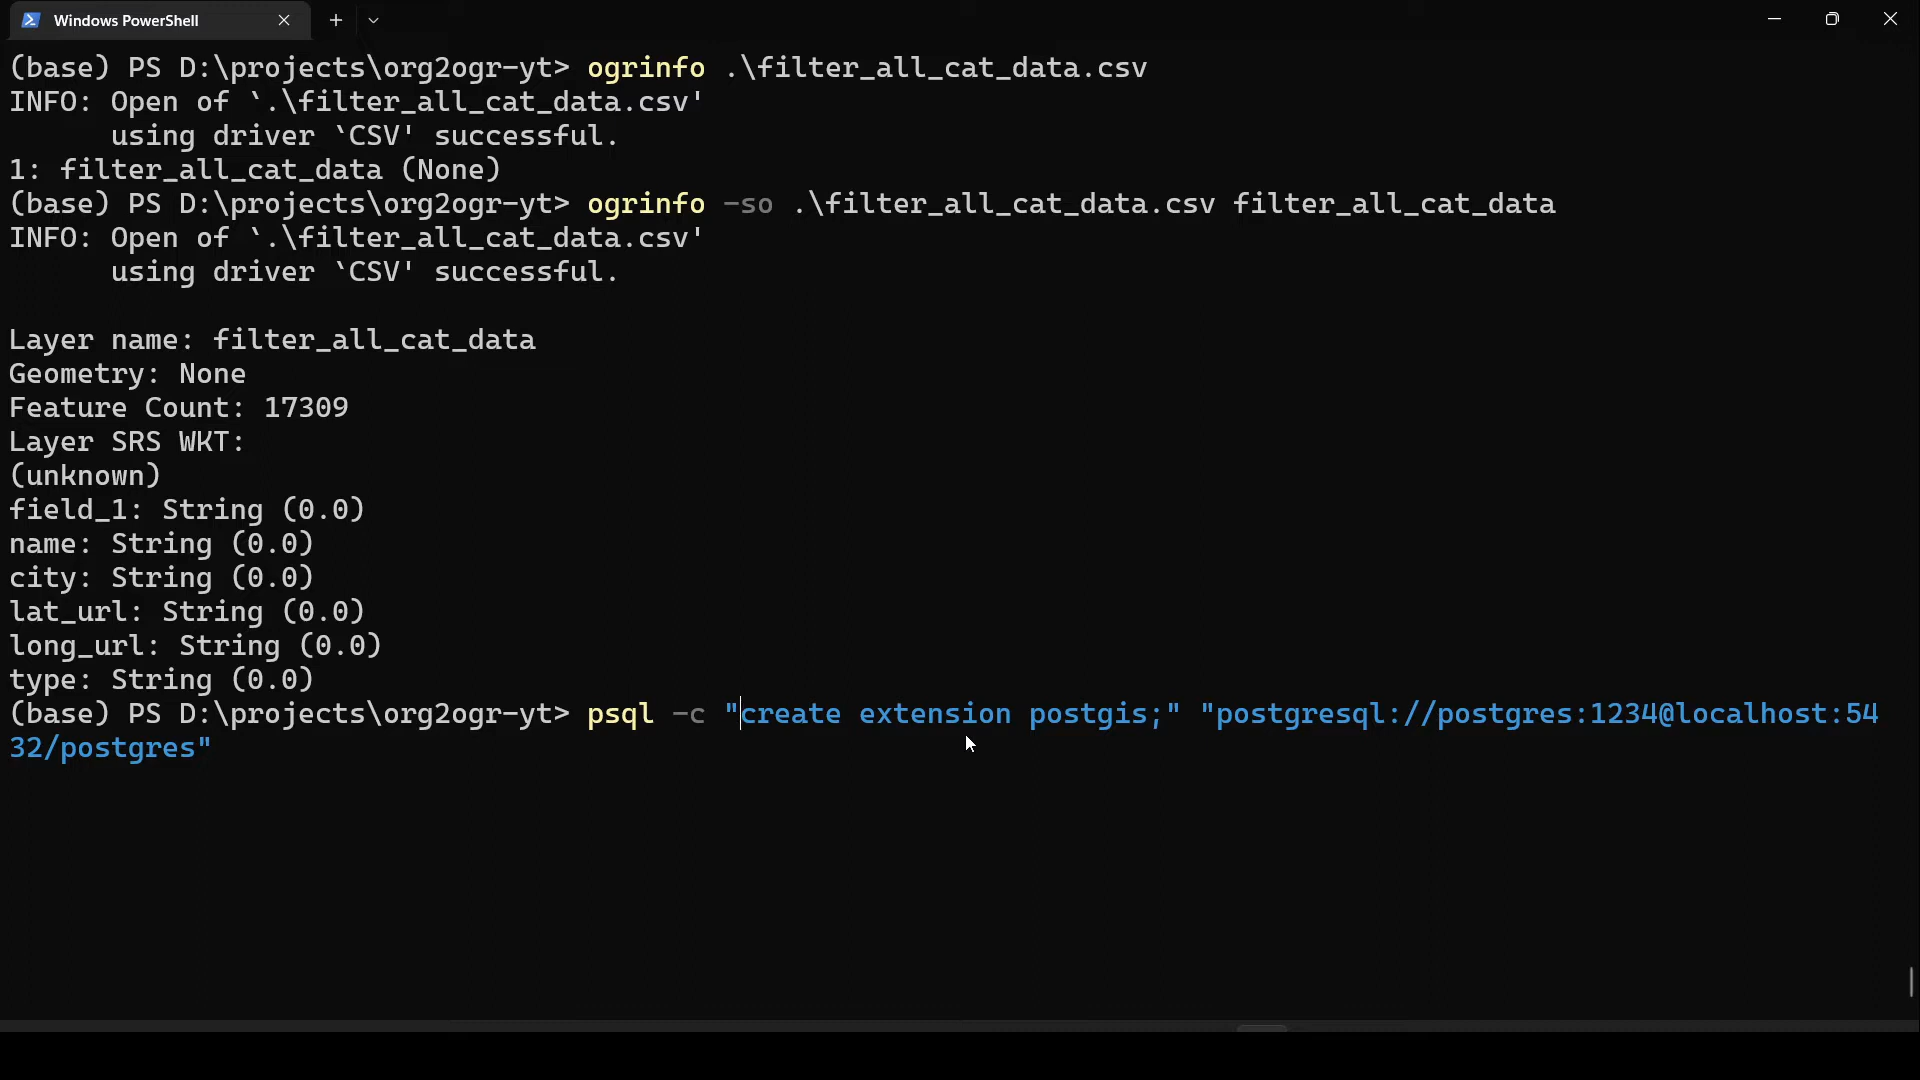 Windows PowerShell
(base) PS D:\projects\org2ogr-yt> ogrinfo .\filter_all_cat_data.csv
INFO: Open of `.\filter_all_cat_data.csv'
using driver `CSV' successful.
1: filter_all_cat_data (None)
(base) PS D:\projects\org2ogr-yt> ogrinfo -so .\filter_all_cat_data.csv filter_all_cat_data
INFO: Open of `.\filter_all_cat_data.csv'
using driver `CSV' successful.
Layer name: filter_all_cat_data
Geometry: None
Feature Count: 17309
Layer SRS WKT:
(unknown)
field_1: String (0.0)
name: String (0.0)
city: String (0.0)
lat_url: String (0.0)
long_url: String (0.0)
type: String (0.0)
(base) PS D:\projects\org2ogr-yt> psql -c "create extension postgis;" "postgresql://postgres:1234@localhost:54
32/postgres"